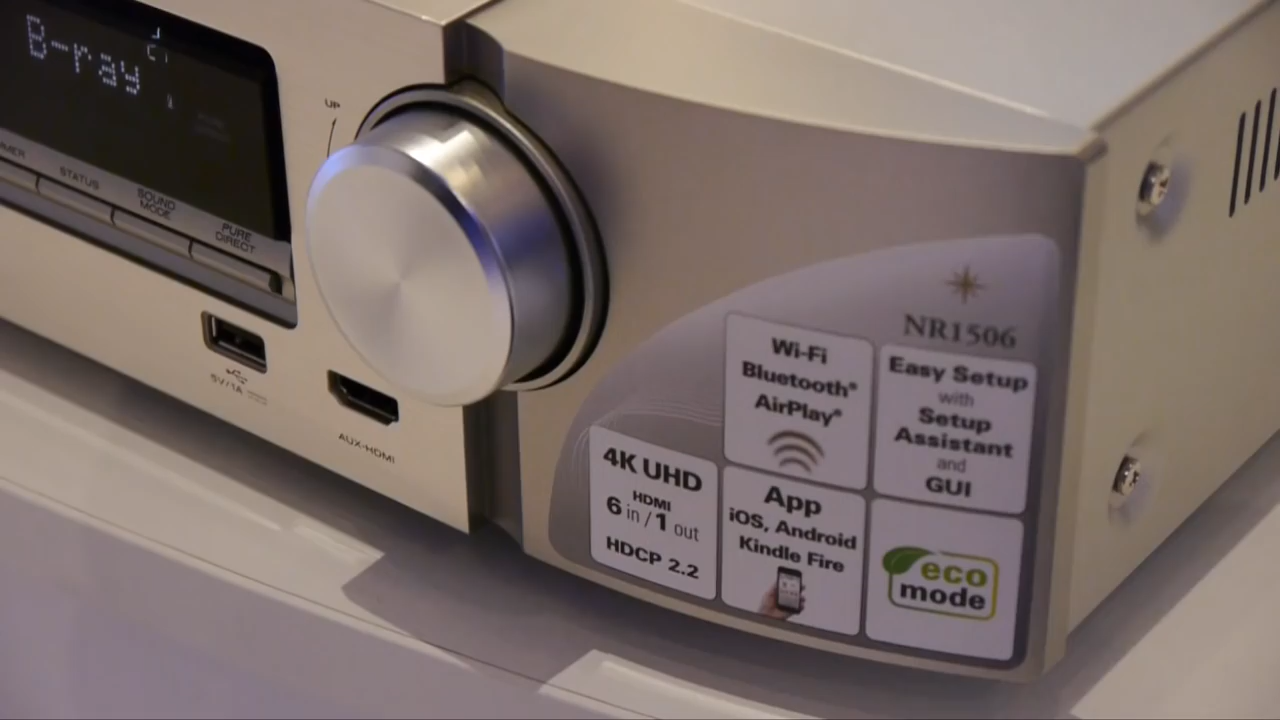 B-ray
UP
STATUS
SOUND
MODE
PURE
DIRECT
5V/1A
AUX-HDMI
NR1506
Wi-Fi
Bluetooth®
AirPlay®
Easy Setup
with
Setup
Assistant
and
GUI
4K UHD
HDMI
6 in / 1 out
HDCP 2.2
App
iOS, Android
Kindle Fire
eco
mode